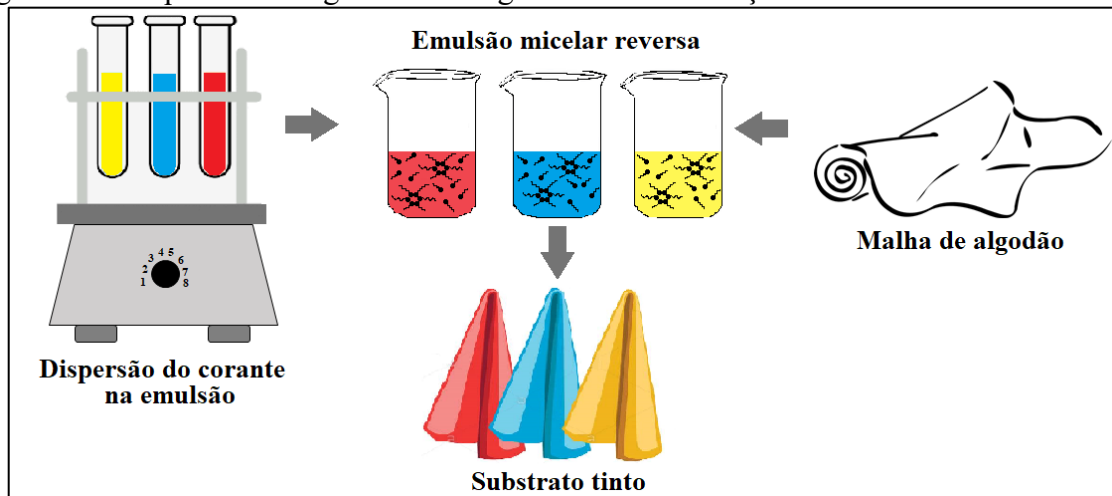 Emulsão micelar reversa
1 2 3 4 5 6 7 8
Dispersão do corante
na emulsão
Malha de algodão
Substrato tinto